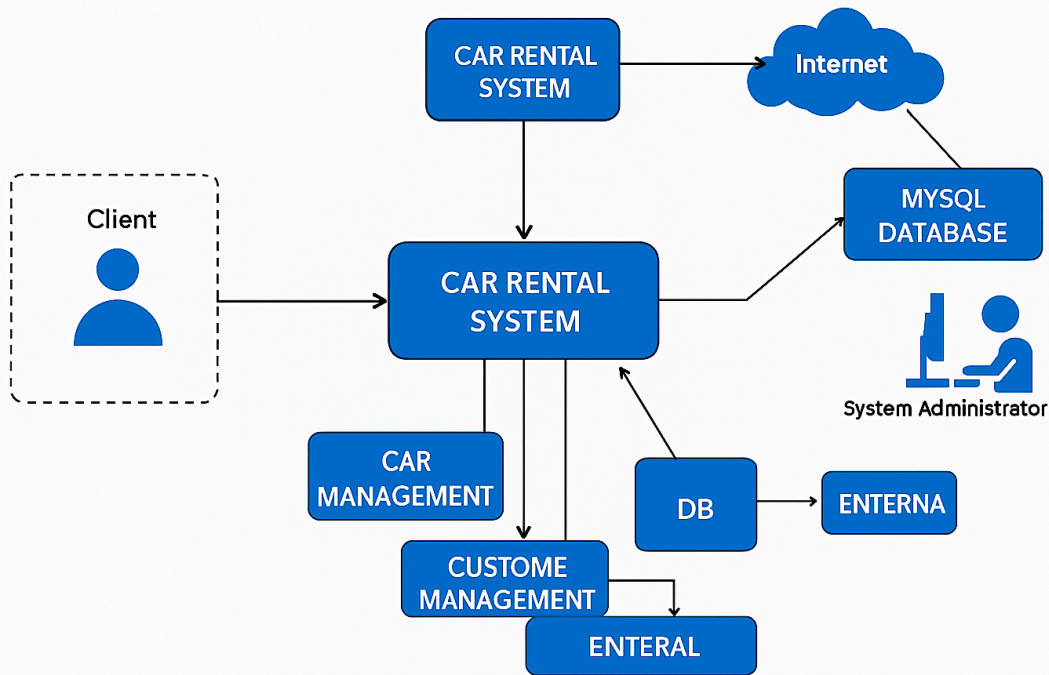 CAR RENTAL
SYSTEM
Internet
Client
MYSQL
DATABASE
CAR RENTAL
SYSTEM
System Administrator
CAR
MANAGEMENT
DB
ENTERNA
CUSTOME
MANAGEMENT
ENTERAL